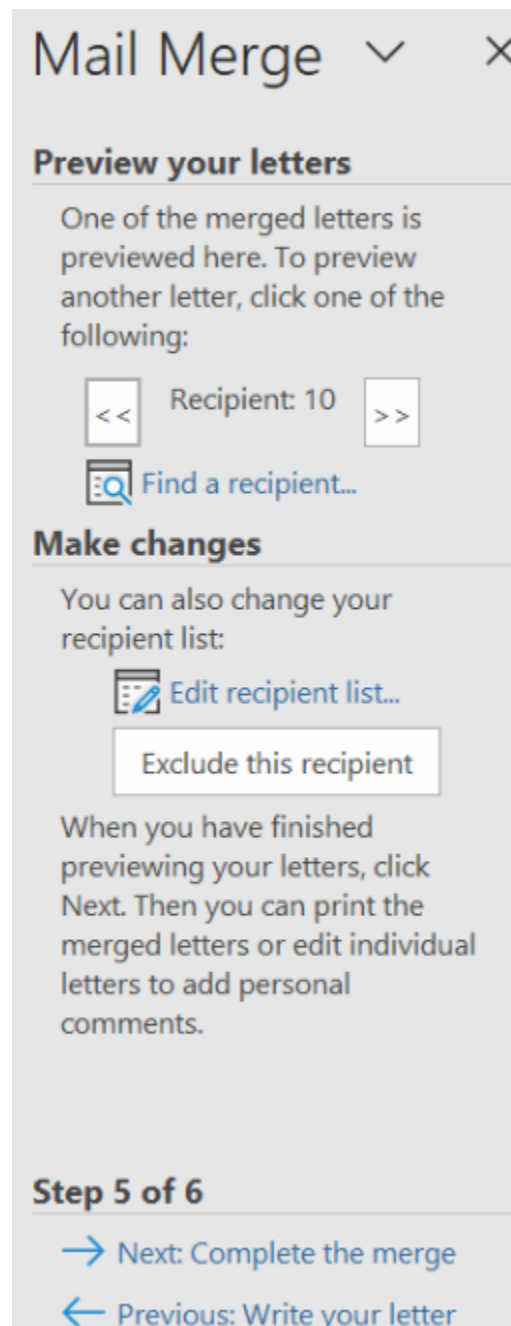 Mail Merge
Preview your letters
One of the merged letters is
previewed here. To preview
another letter, click one of the
following:
<< Recipient: 10 >>
Find a recipient...
Make changes
You can also change your
recipient list:
Edit recipient list...
Exclude this recipient
When you have finished
previewing your letters, click
Next. Then you can print the
merged letters or edit individual
letters to add personal
comments.
Step 5 of 6
→ Next: Complete the merge
← Previous: Write your letter